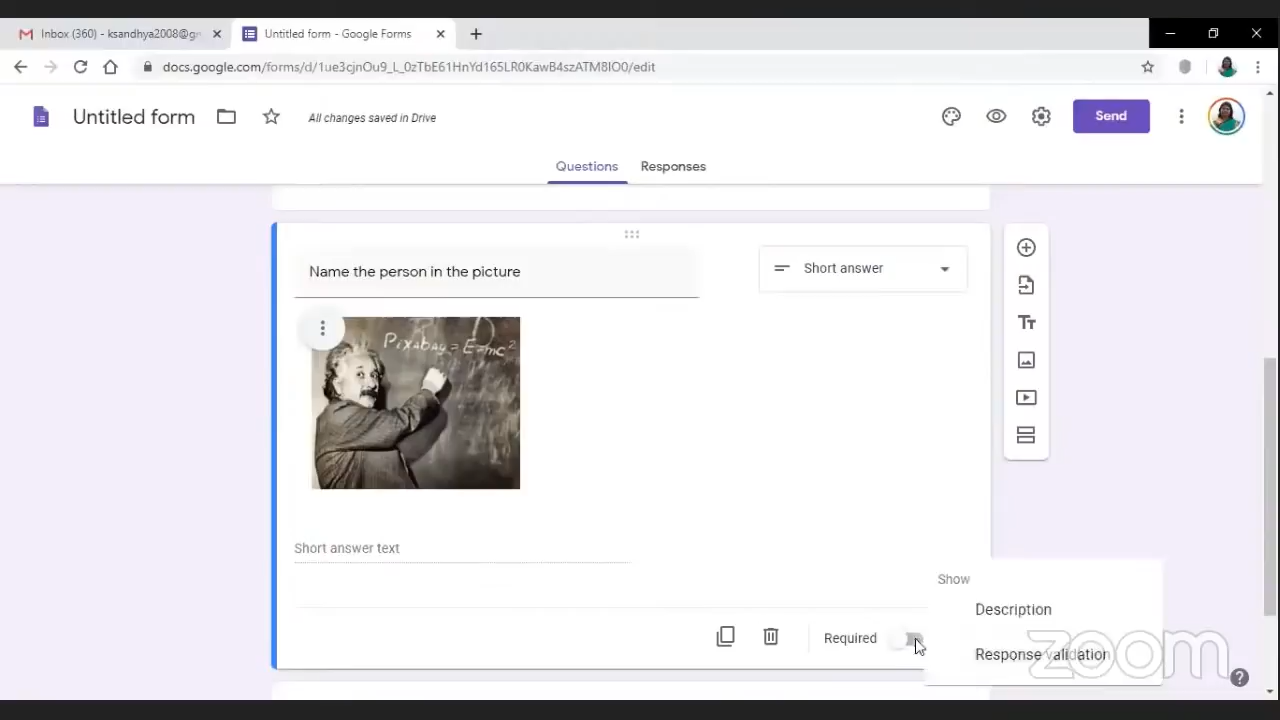 Inbox (360) - ksandhya2008@gm
Untitled form - Google Forms
docs.google.com/forms/d/1ue3cjnOu9_L_0zTbE61HnYd165LR0KawB4szATM8IO0/edit
Untitled form
All changes saved in Drive
Send
Questions
Responses
Name the person in the picture
Short answer
Pixabay = E=mc²
Short answer text
Show
Description
Required
Response validation
zoom